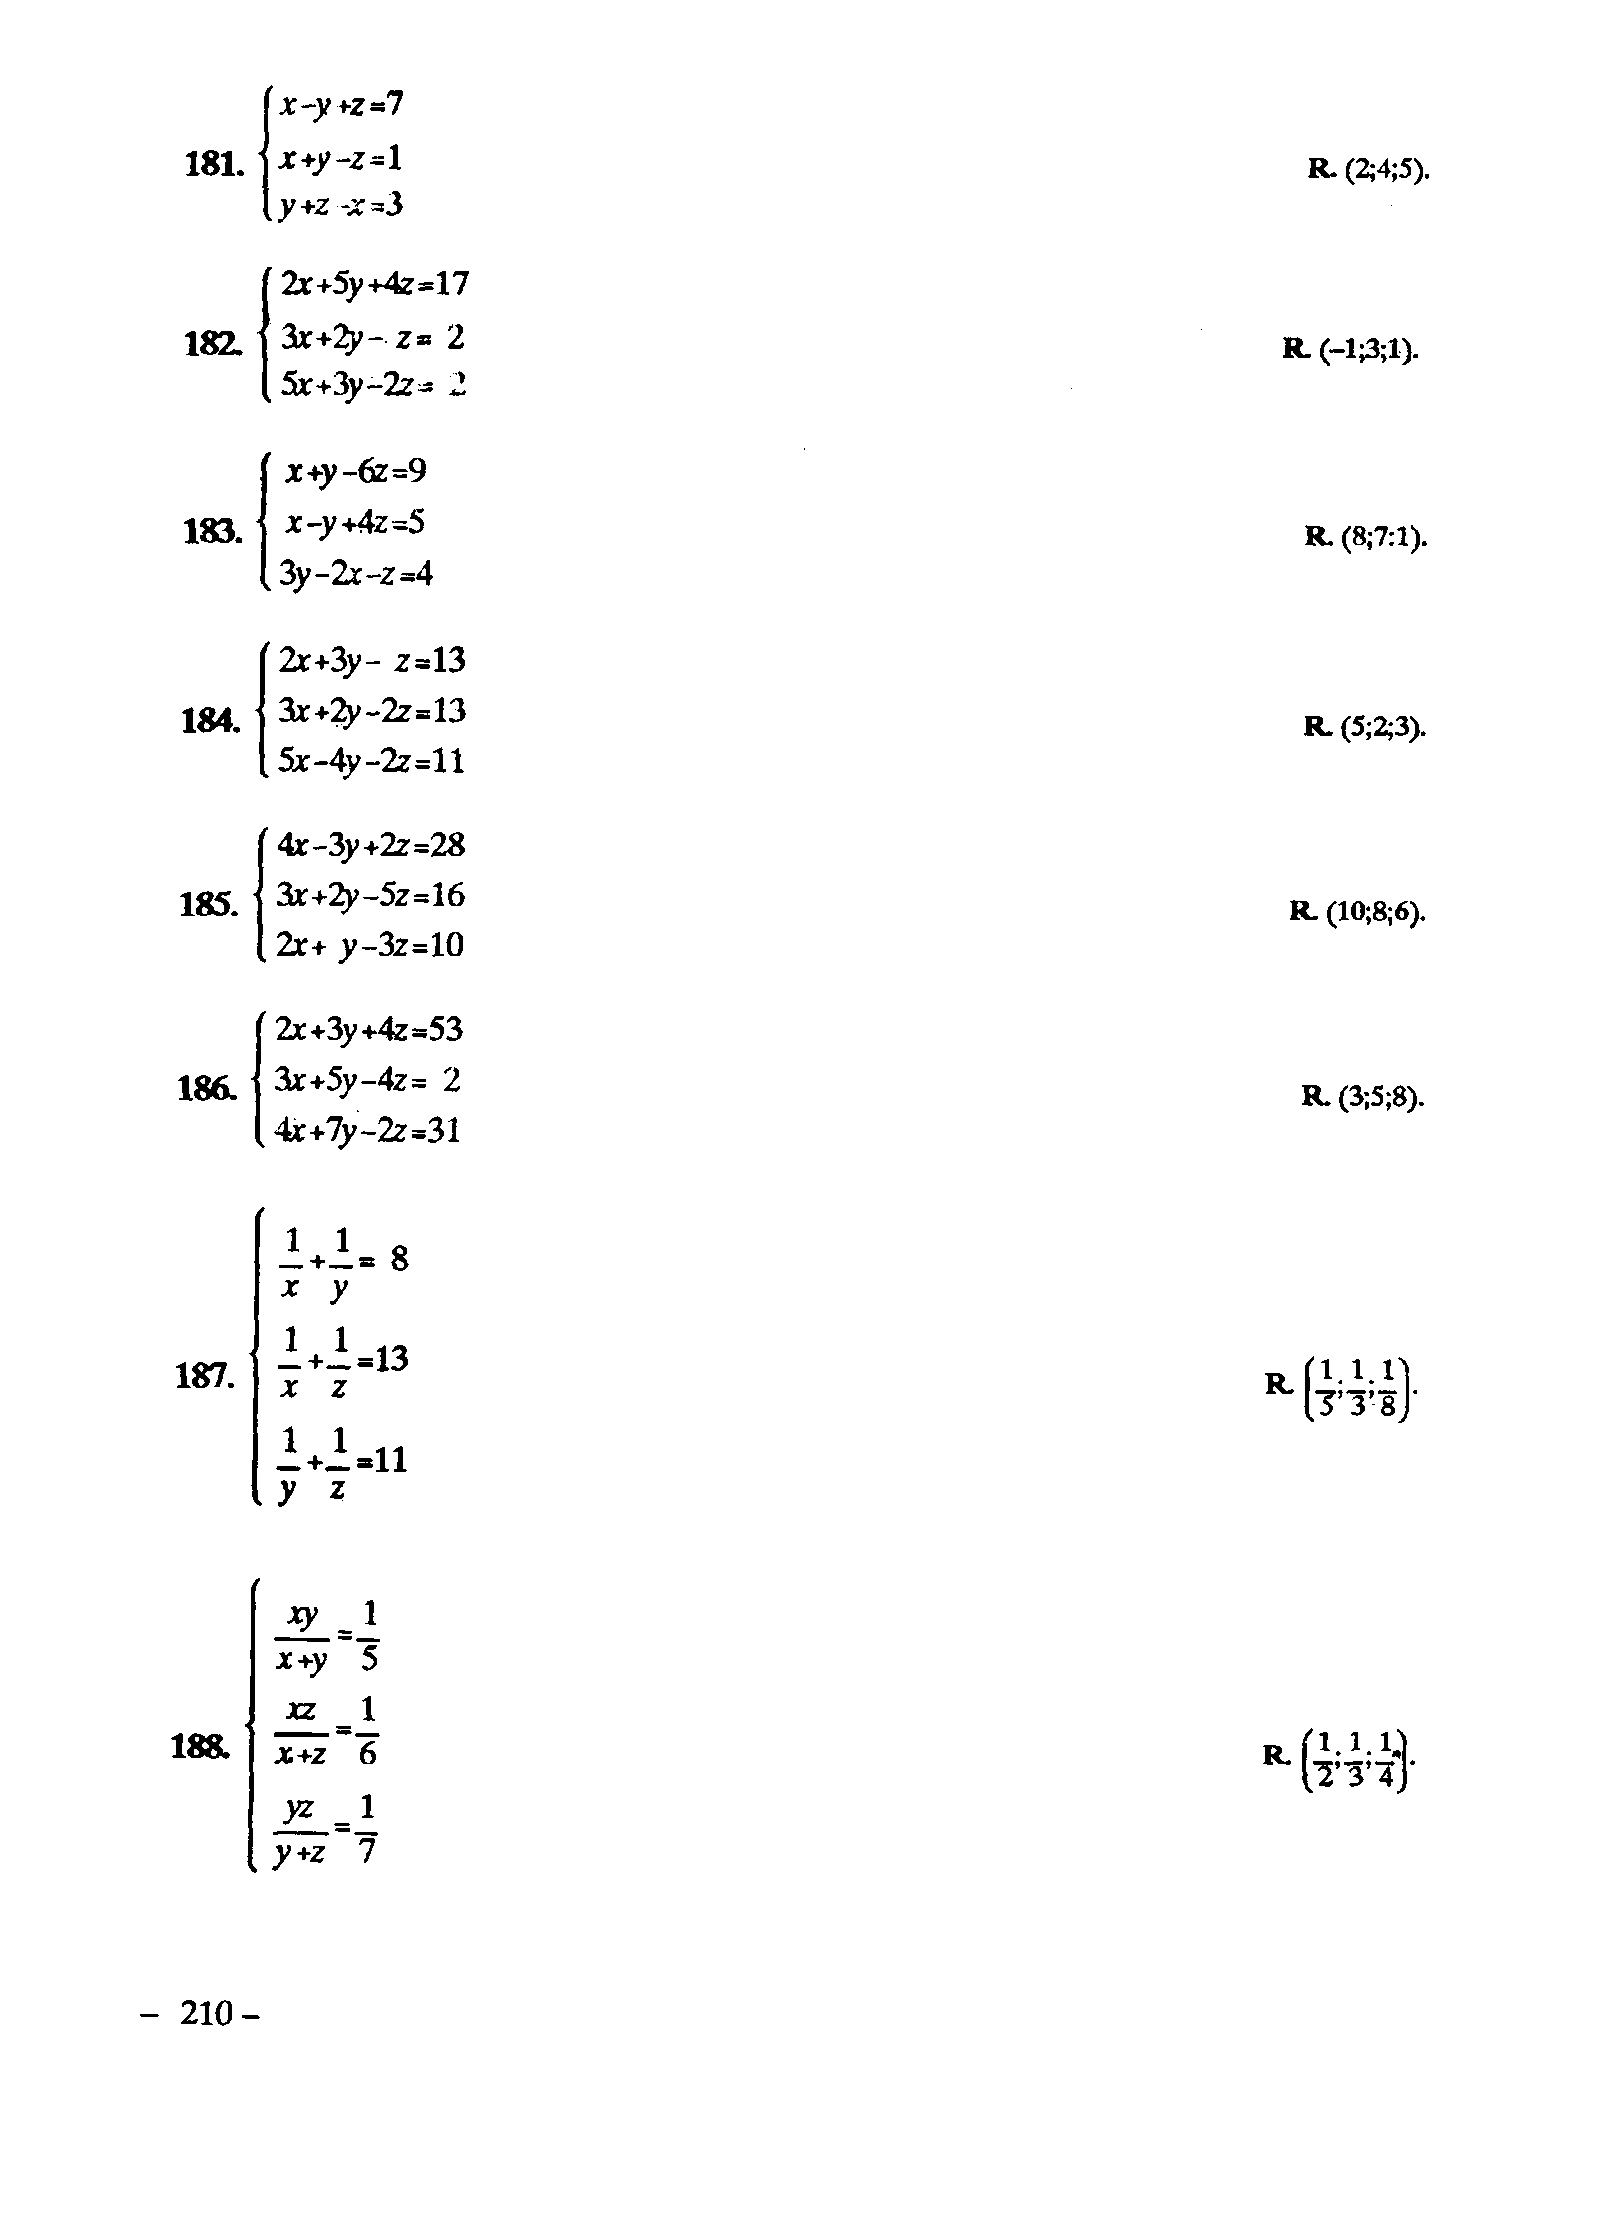 x-y+z=7
181. x+y-z=1 R. (2;4;5).
y+z-x=3
2x+5y+4z=17
182. 3x+2y-z= 2 R. (-1;3;1).
5x+3y-2z= 2
x+y-6z=9
183. x-y+4z=5 R. (8;7:1).
3y-2x-z=4
2x+3y- z=13
184. 3x+2y-2z=13 R. (5;2;3).
5x-4y-2z=11
4x-3y+2z=28
185. 3x+2y-5z=16 R. (10;8;6).
2x+ y-3z=10
2x+3y+4z=53
186. 3x+5y-4z= 2 R. (3;5;8).
4x+7y-2z=31
1/x+1/y= 8
187. 1/x+1/z=13 R. (1/5;1/3;1/8).
1/y+1/z=11
xy/x+y=1/5
188. xz/x+z=1/6 R. (1/2;1/3;1/4).
yz/y+z=1/7
- 210 -